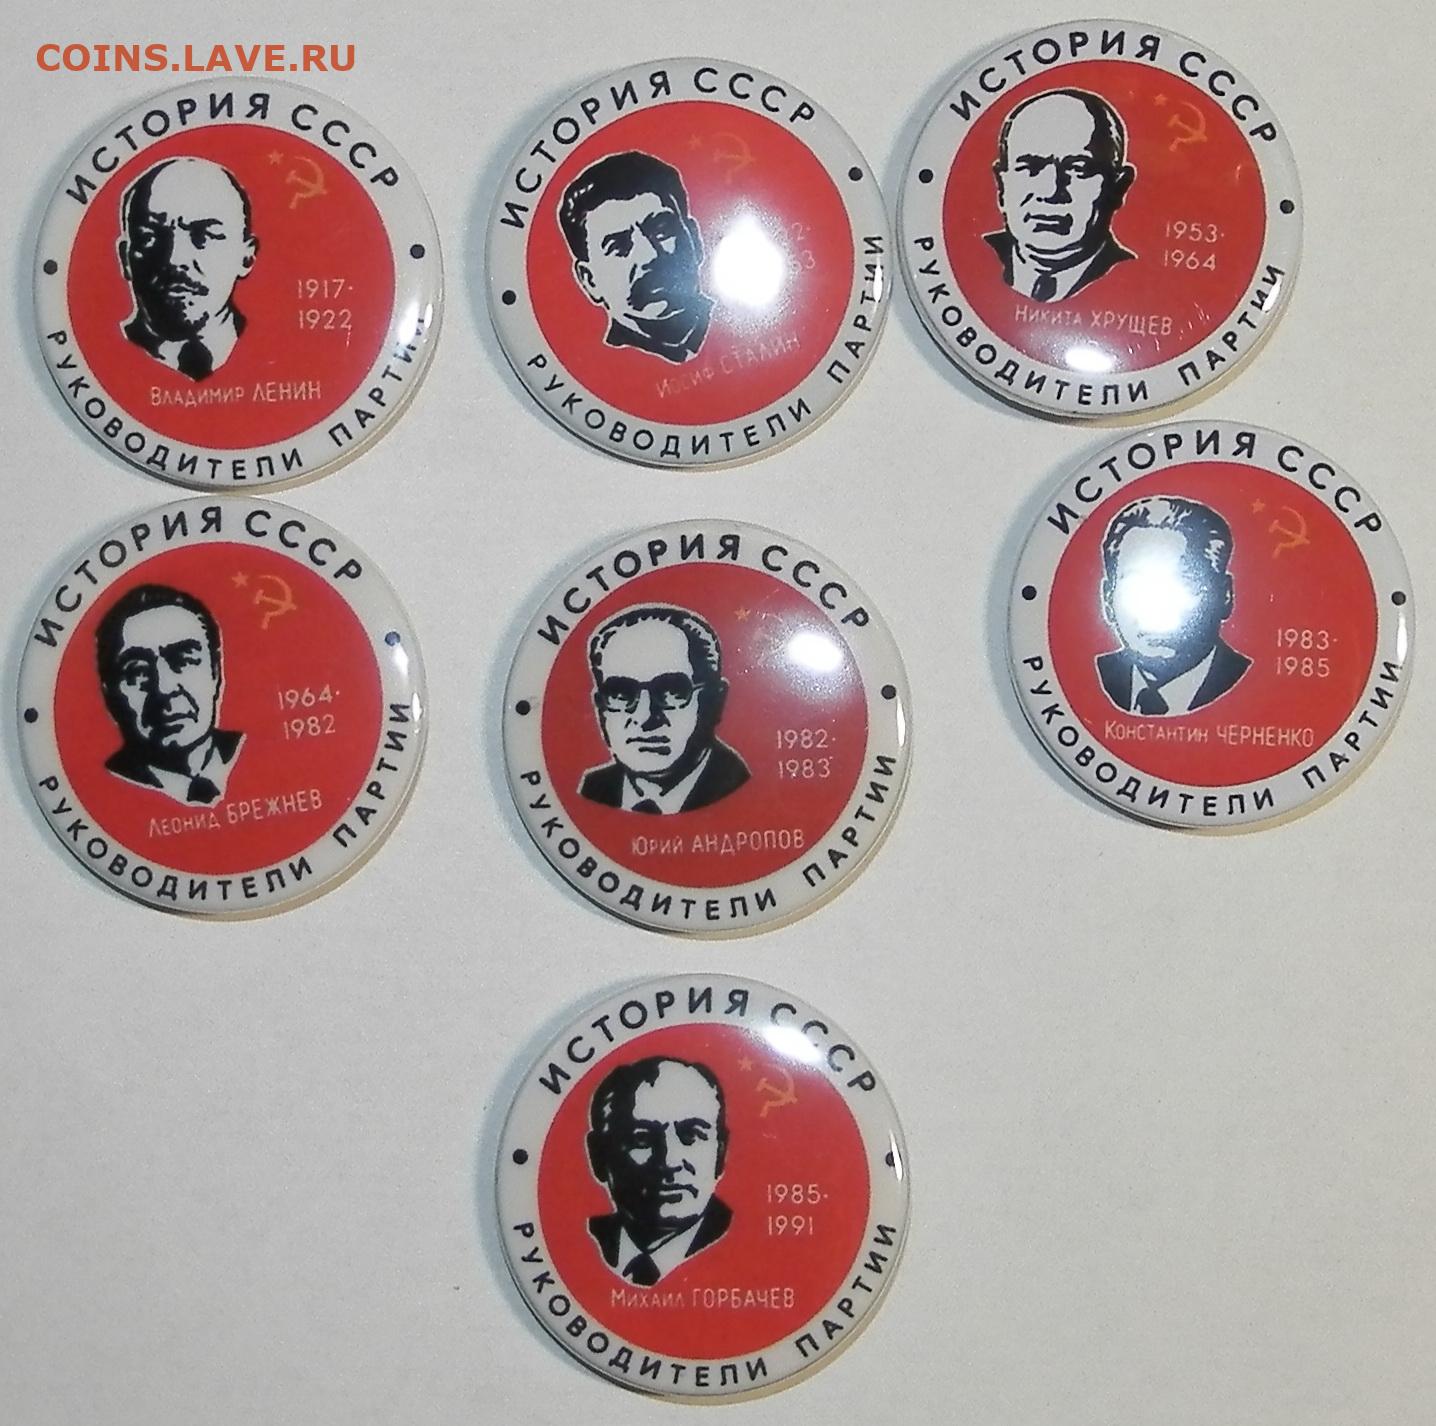 COINS.LAVE.RU
ИСТОРИЯ СССР
1917-
1922
Владимир ЛЕНИН
РУКОВОДИТЕЛИ ПАРТИИ
ИСТОРИЯ СССР
Иосиф СТАЛИН
РУКОВОДИТЕЛИ ПАРТИИ
ИСТОРИЯ СССР
1953-
1964
Никита ХРУЩЕВ
РУКОВОДИТЕЛИ ПАРТИИ
ИСТОРИЯ СССР
1964-
1982
Леонид БРЕЖНЕВ
РУКОВОДИТЕЛИ ПАРТИИ
ИСТОРИЯ СССР
1982-
1983
Юрий АНДРОПОВ
РУКОВОДИТЕЛИ ПАРТИИ
ИСТОРИЯ СССР
1983-
1985
Константин ЧЕРНЕНКО
РУКОВОДИТЕЛИ ПАРТИИ
ИСТОРИЯ СССР
1985-
1991
Михаил ГОРБАЧЕВ
РУКОВОДИТЕЛИ ПАРТИИ